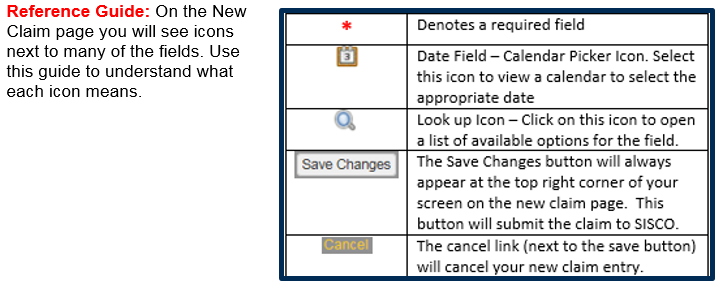 Reference Guide: On the New
Claim page you will see icons
next to many of the fields. Use
this guide to understand what
each icon means.
* Denotes a required field
3
Date Field – Calendar Picker Icon. Select
this icon to view a calendar to select the
appropriate date
Look up Icon – Click on this icon to open
a list of available options for the field.
Save Changes
The Save Changes button will always
appear at the top right corner of your
screen on the new claim page.  This
button will submit the claim to SISCO.
Cancel
The cancel link (next to the save button)
will cancel your new claim entry.